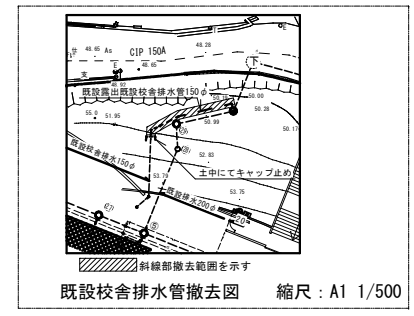 48.65 As
CIP 150A
48.28
E
E
48.65
支
下
48.92
既設露出既設校舎排水管150φ
50.00
50.28
55.0
51.95
50.99
50.17
52.83
土中にてキャップ止め
既設校舎排水150φ
53.79
既設排水200φ
53.75
斜線部撤去範囲を示す
既設校舎排水管撤去図 縮尺：A1 1/500